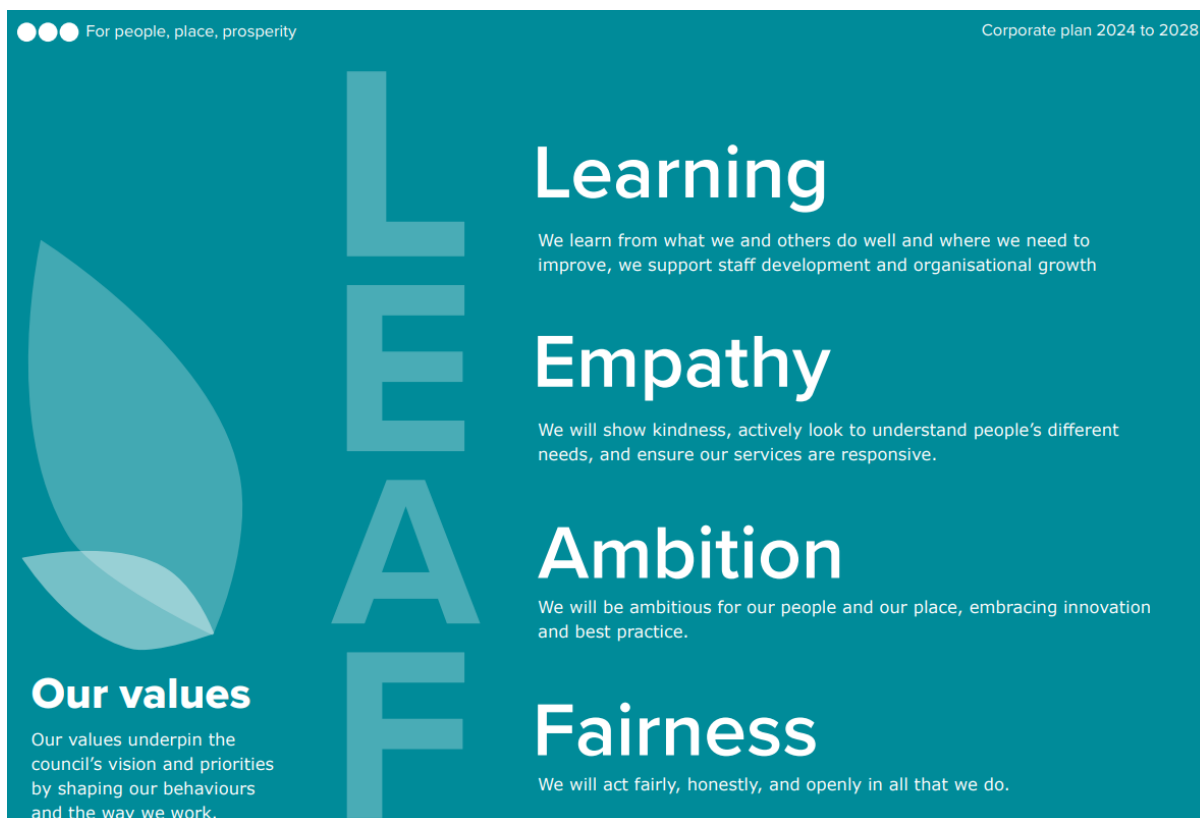 For people, place, prosperity
Corporate plan 2024 to 2028
L
E
A
F
Learning
We learn from what we and others do well and where we need to
improve, we support staff development and organisational growth
Empathy
We will show kindness, actively look to understand people’s different
needs, and ensure our services are responsive.
Ambition
We will be ambitious for our people and our place, embracing innovation
and best practice.
Fairness
We will act fairly, honestly, and openly in all that we do.
Our values
Our values underpin the
council’s vision and priorities
by shaping our behaviours
and the way we work.